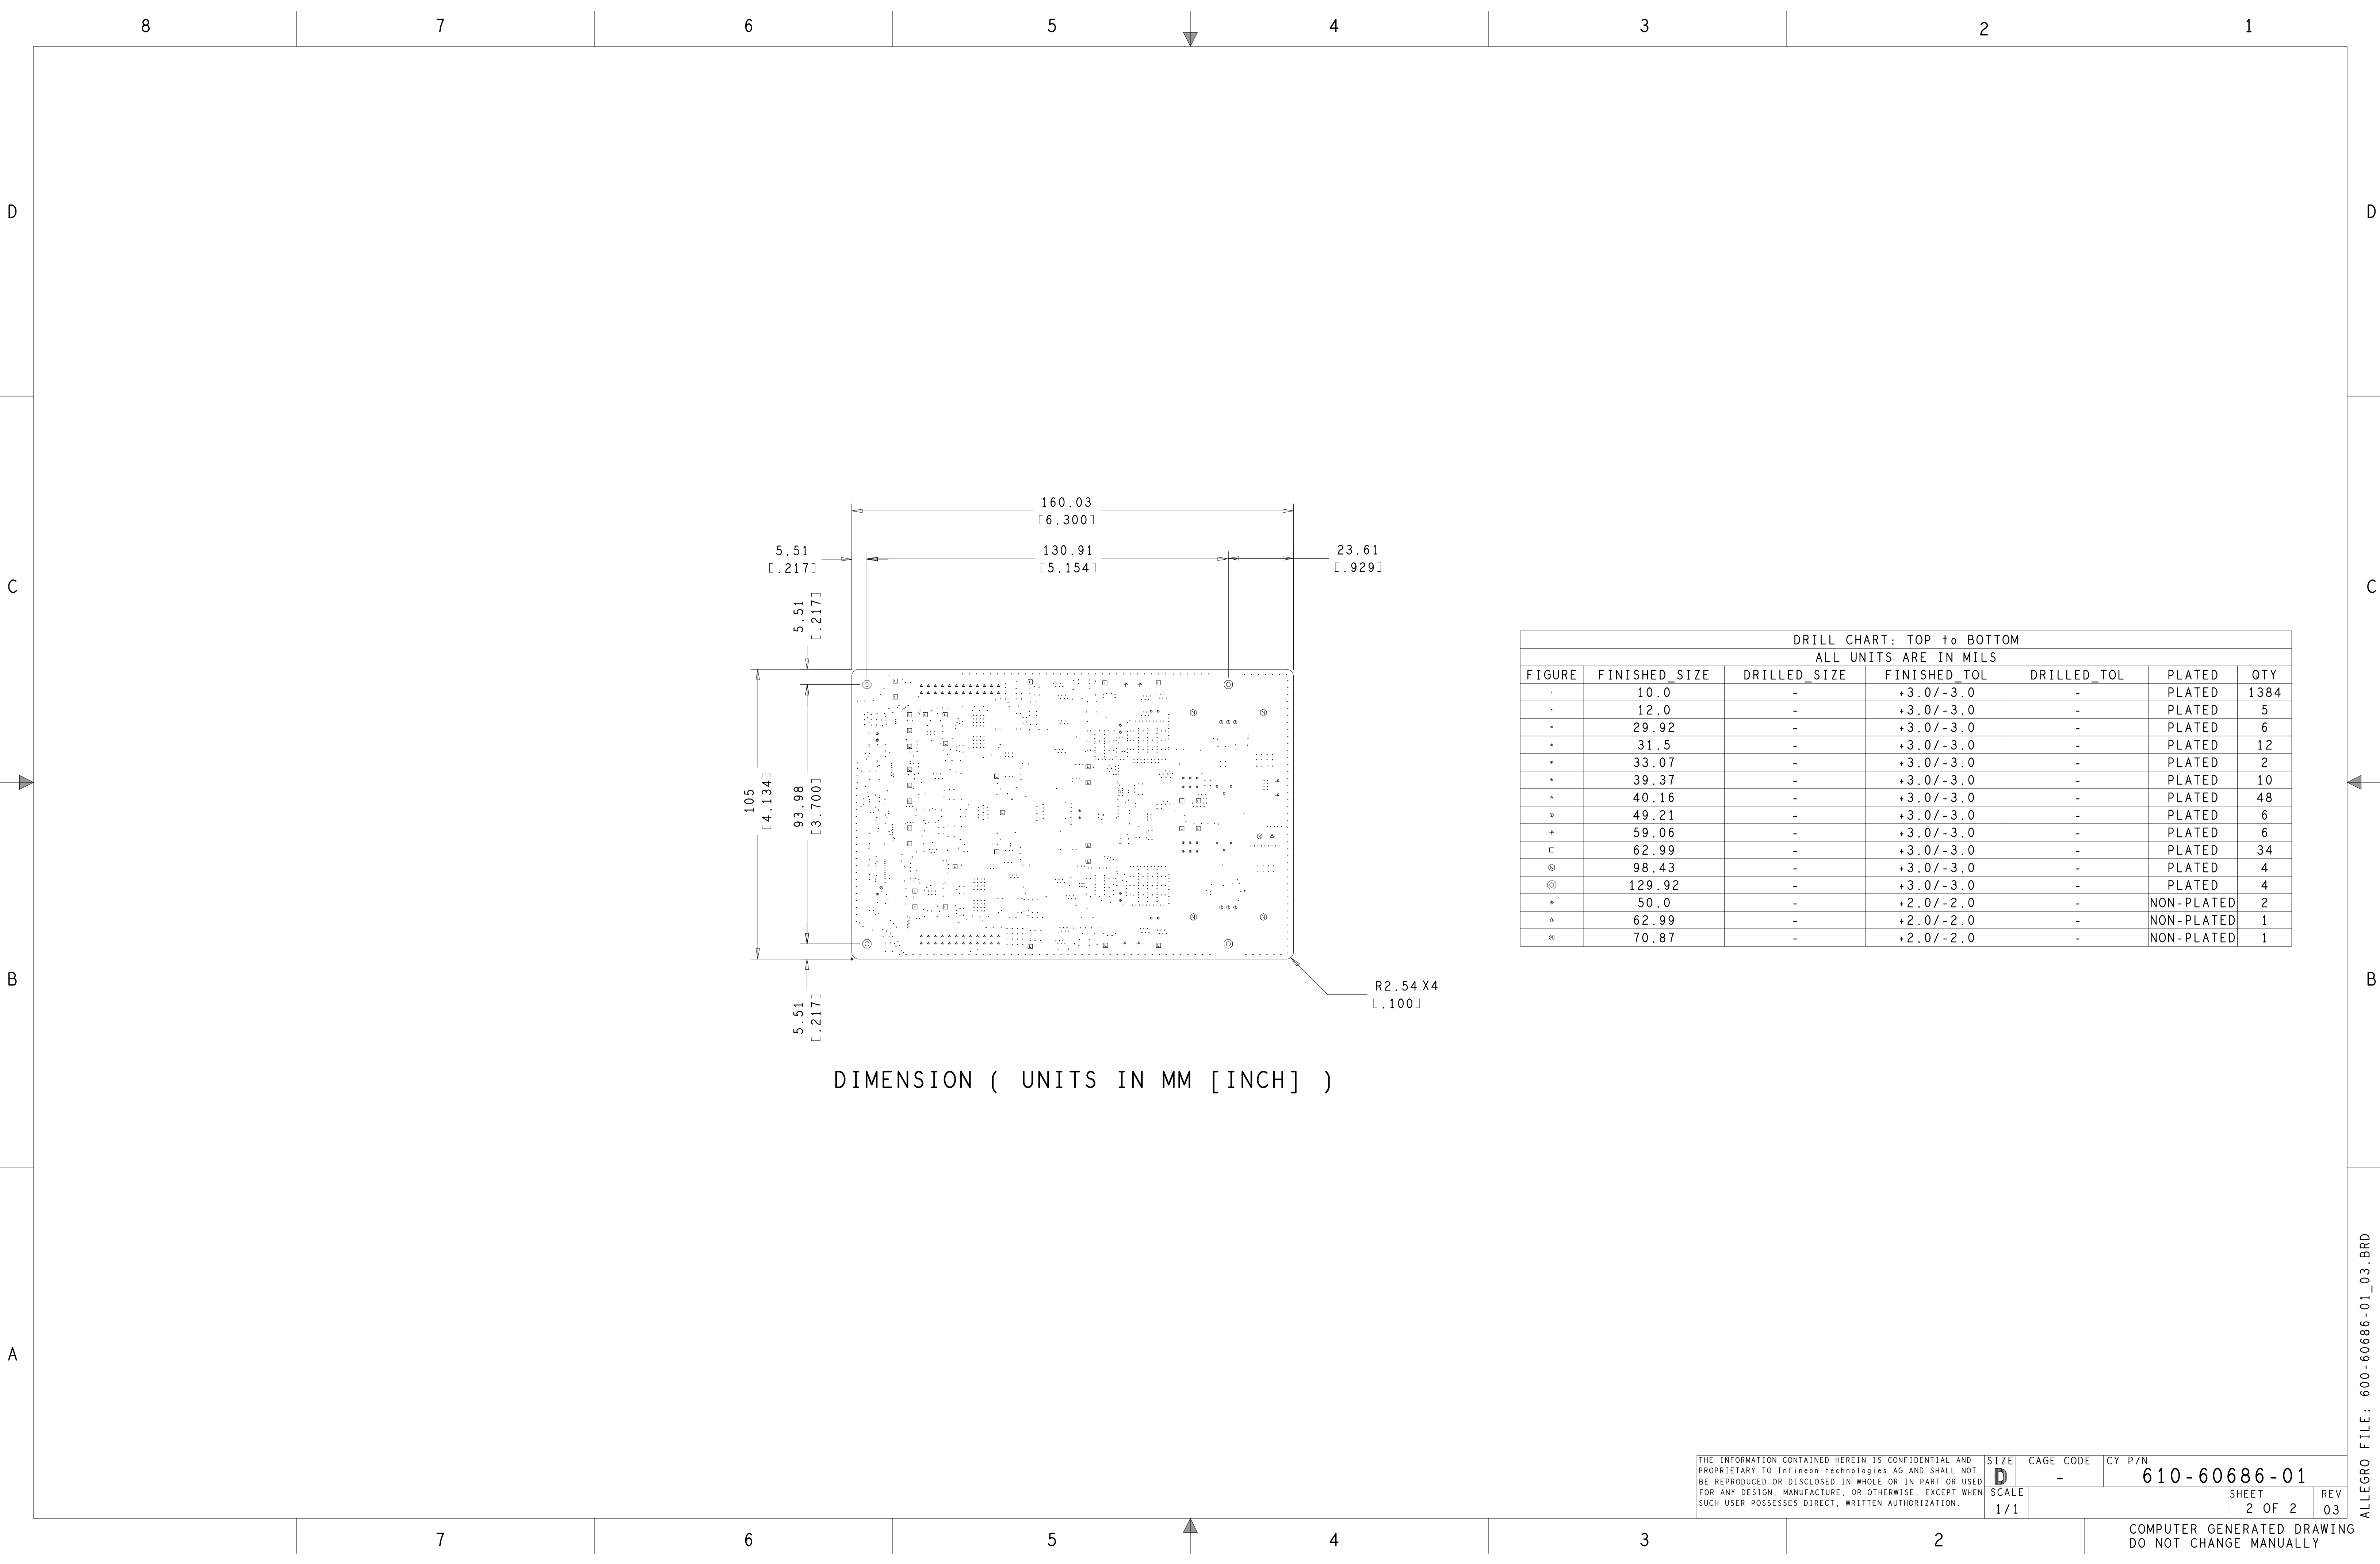 8 7 6 5 4 3 2 1
D D
160.03
[6.300]
5.51 130.91 23.61
[.217] [5.154] [.929]
C C
5.51
[.217]
105
[4.134]
93.98
[3.700]
5.51
[.217]
R2.54 X4
[.100]
DIMENSION ( UNITS IN MM [INCH] )
DRILL CHART: TOP to BOTTOM
ALL UNITS ARE IN MILS
FIGURE FINISHED_SIZE DRILLED_SIZE FINISHED_TOL DRILLED_TOL PLATED QTY
10.0 - +3.0/-3.0 - PLATED 1384
12.0 - +3.0/-3.0 - PLATED 5
29.92 - +3.0/-3.0 - PLATED 6
31.5 - +3.0/-3.0 - PLATED 12
33.07 - +3.0/-3.0 - PLATED 2
39.37 - +3.0/-3.0 - PLATED 10
40.16 - +3.0/-3.0 - PLATED 48
49.21 - +3.0/-3.0 - PLATED 6
59.06 - +3.0/-3.0 - PLATED 6
62.99 - +3.0/-3.0 - PLATED 34
98.43 - +3.0/-3.0 - PLATED 4
129.92 - +3.0/-3.0 - PLATED 4
50.0 - +2.0/-2.0 - NON-PLATED 2
62.99 - +2.0/-2.0 - NON-PLATED 1
70.87 - +2.0/-2.0 - NON-PLATED 1
B B
A
ALLEGRO FILE: 600-60686-01_03.BRD
THE INFORMATION CONTAINED HEREIN IS CONFIDENTIAL AND
PROPRIETARY TO Infineon technologies AG AND SHALL NOT
BE REPRODUCED OR DISCLOSED IN WHOLE OR IN PART OR USED
FOR ANY DESIGN, MANUFACTURE, OR OTHERWISE, EXCEPT WHEN
SUCH USER POSSESSES DIRECT, WRITTEN AUTHORIZATION.
SIZE CAGE CODE CY P/N
D - 610-60686-01
SCALE SHEET REV
1/1 2 OF 2 03
7 6 5 4 3 2
COMPUTER GENERATED DRAWING
DO NOT CHANGE MANUALLY